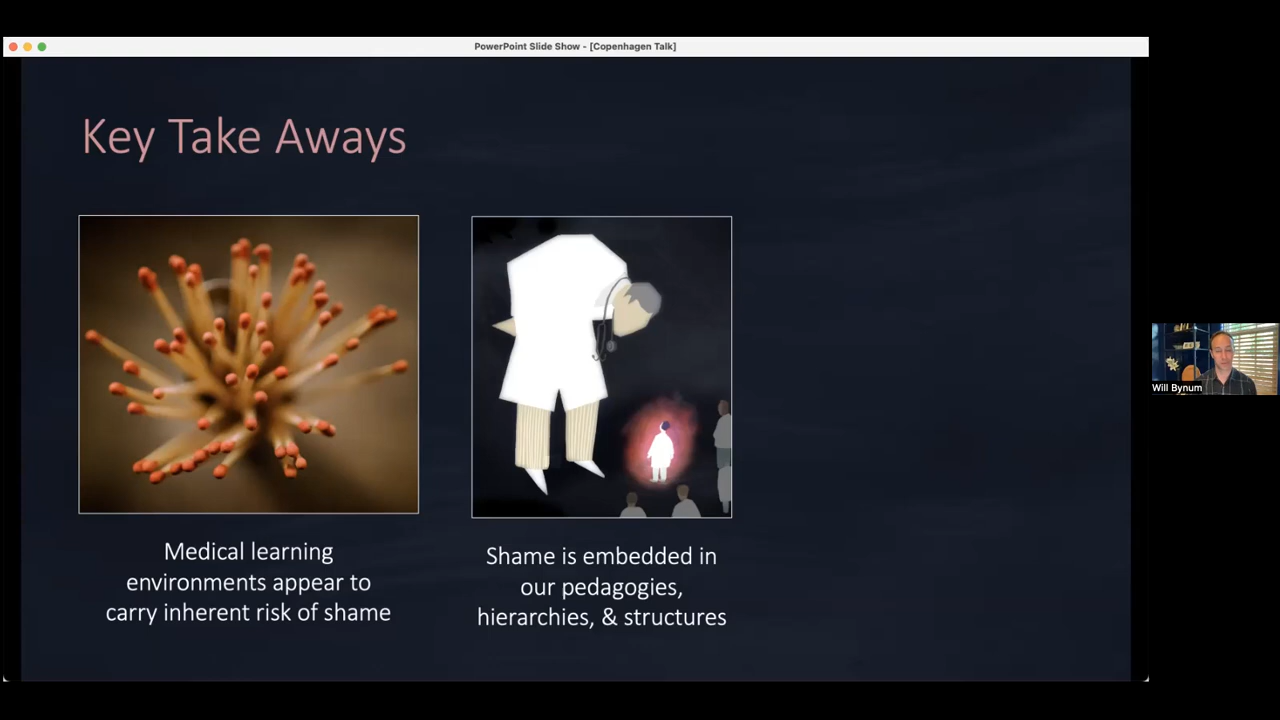 PowerPoint Slide Show - [Copenhagen Talk]
Key Take Aways
Medical learning
environments appear to
carry inherent risk of shame
Shame is embedded in
our pedagogies,
hierarchies, & structures
Will Bynum